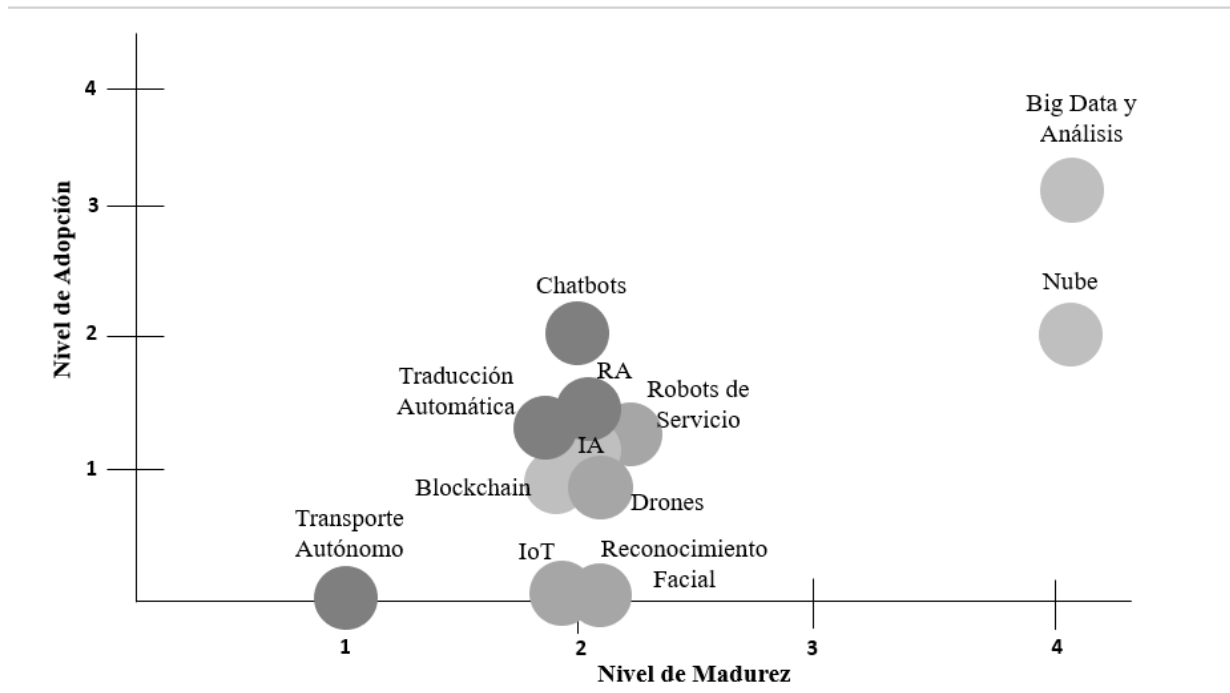 4
Big Data y
Análisis
3
Nivel de Adopción
Chatbots
Nube
2
RA
Traducción
Automática
Robots de
Servicio
IA
1
Blockchain
Drones
Transporte
Autónomo
IoT
Reconocimiento
Facial
1
2
3
4
Nivel de Madurez